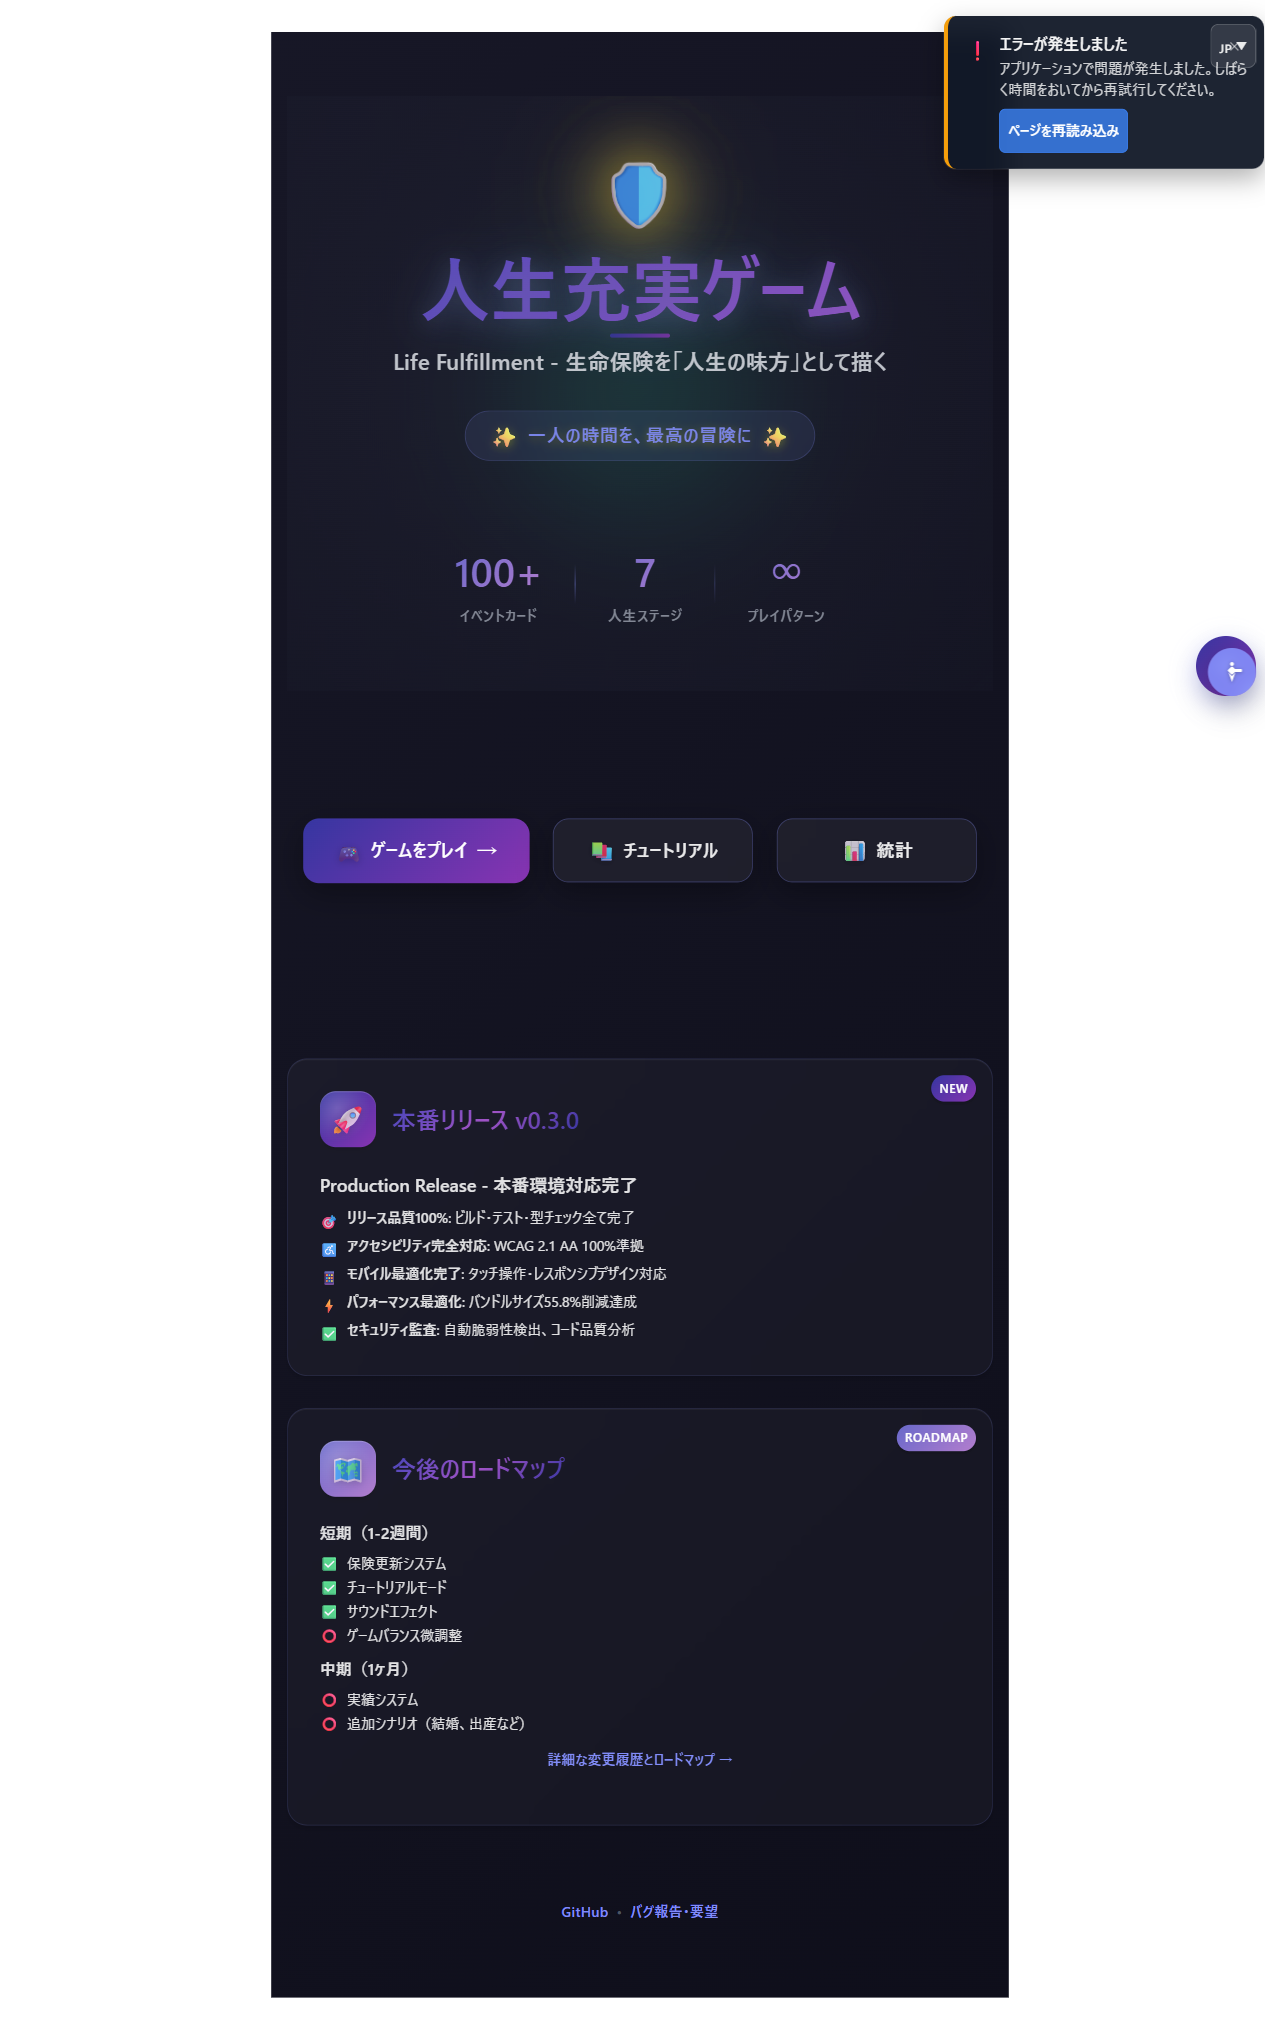 エラーが発生しました
JP ▼
アプリケーションで問題が発生しました。しばら
く時間をおいてから再試行してください。
ページを再読み込み
人生充実ゲーム
Life Fulfillment - 生命保険を「人生の味方」として描く
✨ 一人の時間を、最高の冒険に ✨
100+
イベントカード
7
人生ステージ
∞
プレイパターン
ゲームをプレイ →
チュートリアル
統計
NEW
本番リリース v0.3.0
Production Release - 本番環境対応完了
リリース品質100%: ビルド・テスト・型チェック全て完了
アクセシビリティ完全対応: WCAG 2.1 AA 100%準拠
モバイル最適化完了: タッチ操作・レスポンシブデザイン対応
パフォーマンス最適化: バンドルサイズ55.8%削減達成
セキュリティ監査: 自動脆弱性検出、コード品質分析
ROADMAP
今後のロードマップ
短期（1-2週間）
✅ 保険更新システム
✅ チュートリアルモード
✅ サウンドエフェクト
⭕ ゲームバランス微調整
中期（1ヶ月）
⭕ 実績システム
⭕ 追加シナリオ（結婚、出産など）
詳細な変更履歴とロードマップ →
GitHub • バグ報告・要望